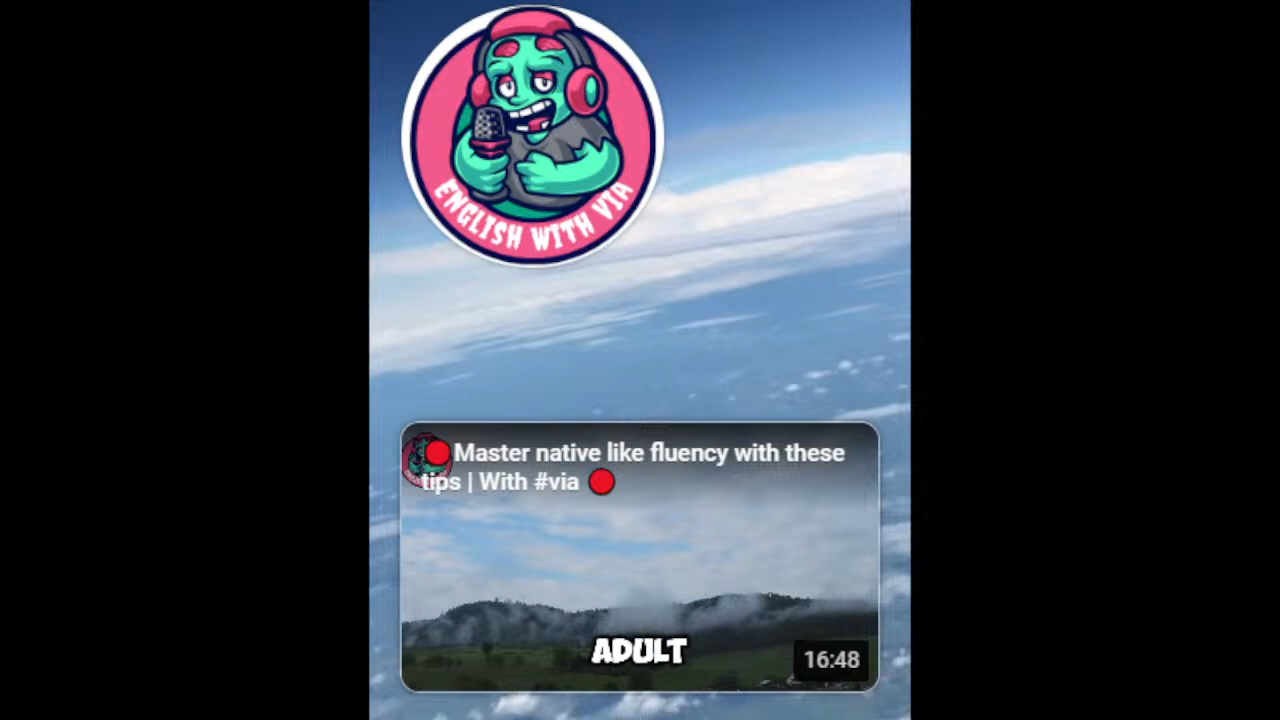 ENGLISH WITH VIA
Master native like fluency with these
tips | With #via
ADULT
16:48